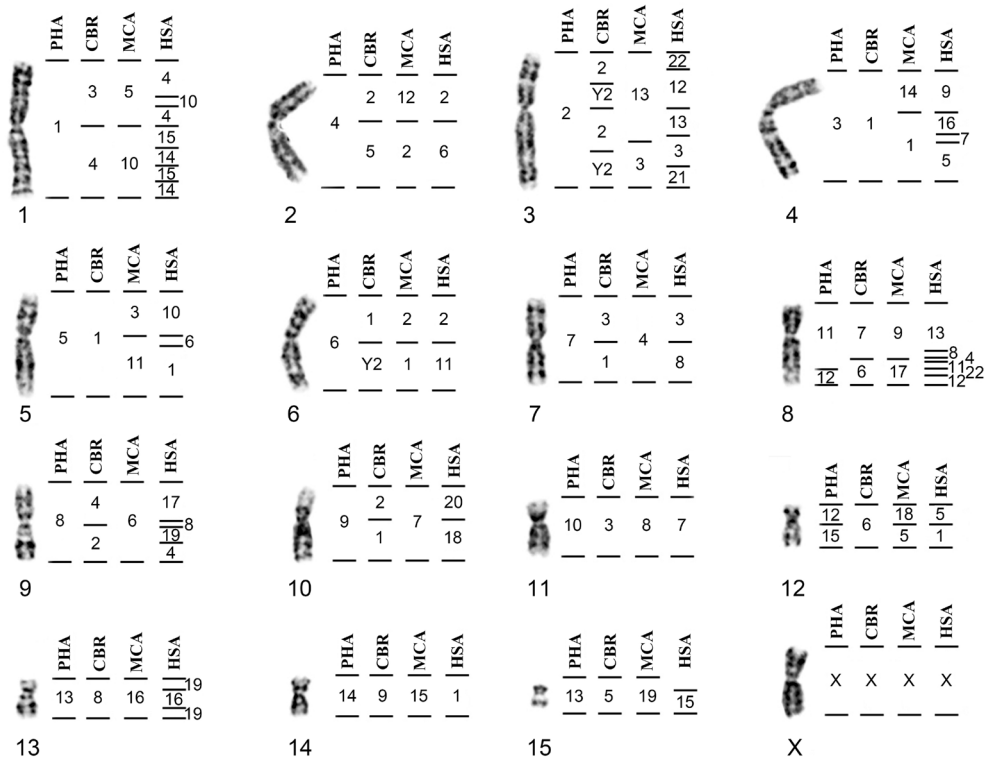 PHA CBR MCA HSA
1
3 4
5 10
4 10 4 15 14 15 14
1
PHA CBR MCA HSA
4
2 5
12 2
2 6
2
PHA CBR MCA HSA
2
2 Y2 2 Y2
13 3
22 12 13 3 21
3
PHA CBR MCA HSA
3
1
14 1
9 16 7 5
4
PHA CBR MCA HSA
5
1
3 11
10 6 1
5
PHA CBR MCA HSA
6
1 Y2
2 1
2 11
6
PHA CBR MCA HSA
7
3 1
4
3 8
7
PHA CBR MCA HSA
11 12
7 6
9 17
13 8 4 11 22 12
8
PHA CBR MCA HSA
8
4 2
6
17 8 19 4
9
PHA CBR MCA HSA
9
2 1
7
20 18
10
PHA CBR MCA HSA
10 3 8 7
11
PHA CBR MCA HSA
12 15
6
18 5
5 1
12
PHA CBR MCA HSA
13 8 16
19 16 19
13
PHA CBR MCA HSA
14 9 15 1
14
PHA CBR MCA HSA
13 5 19 15
15
PHA CBR MCA HSA
X X X X
X